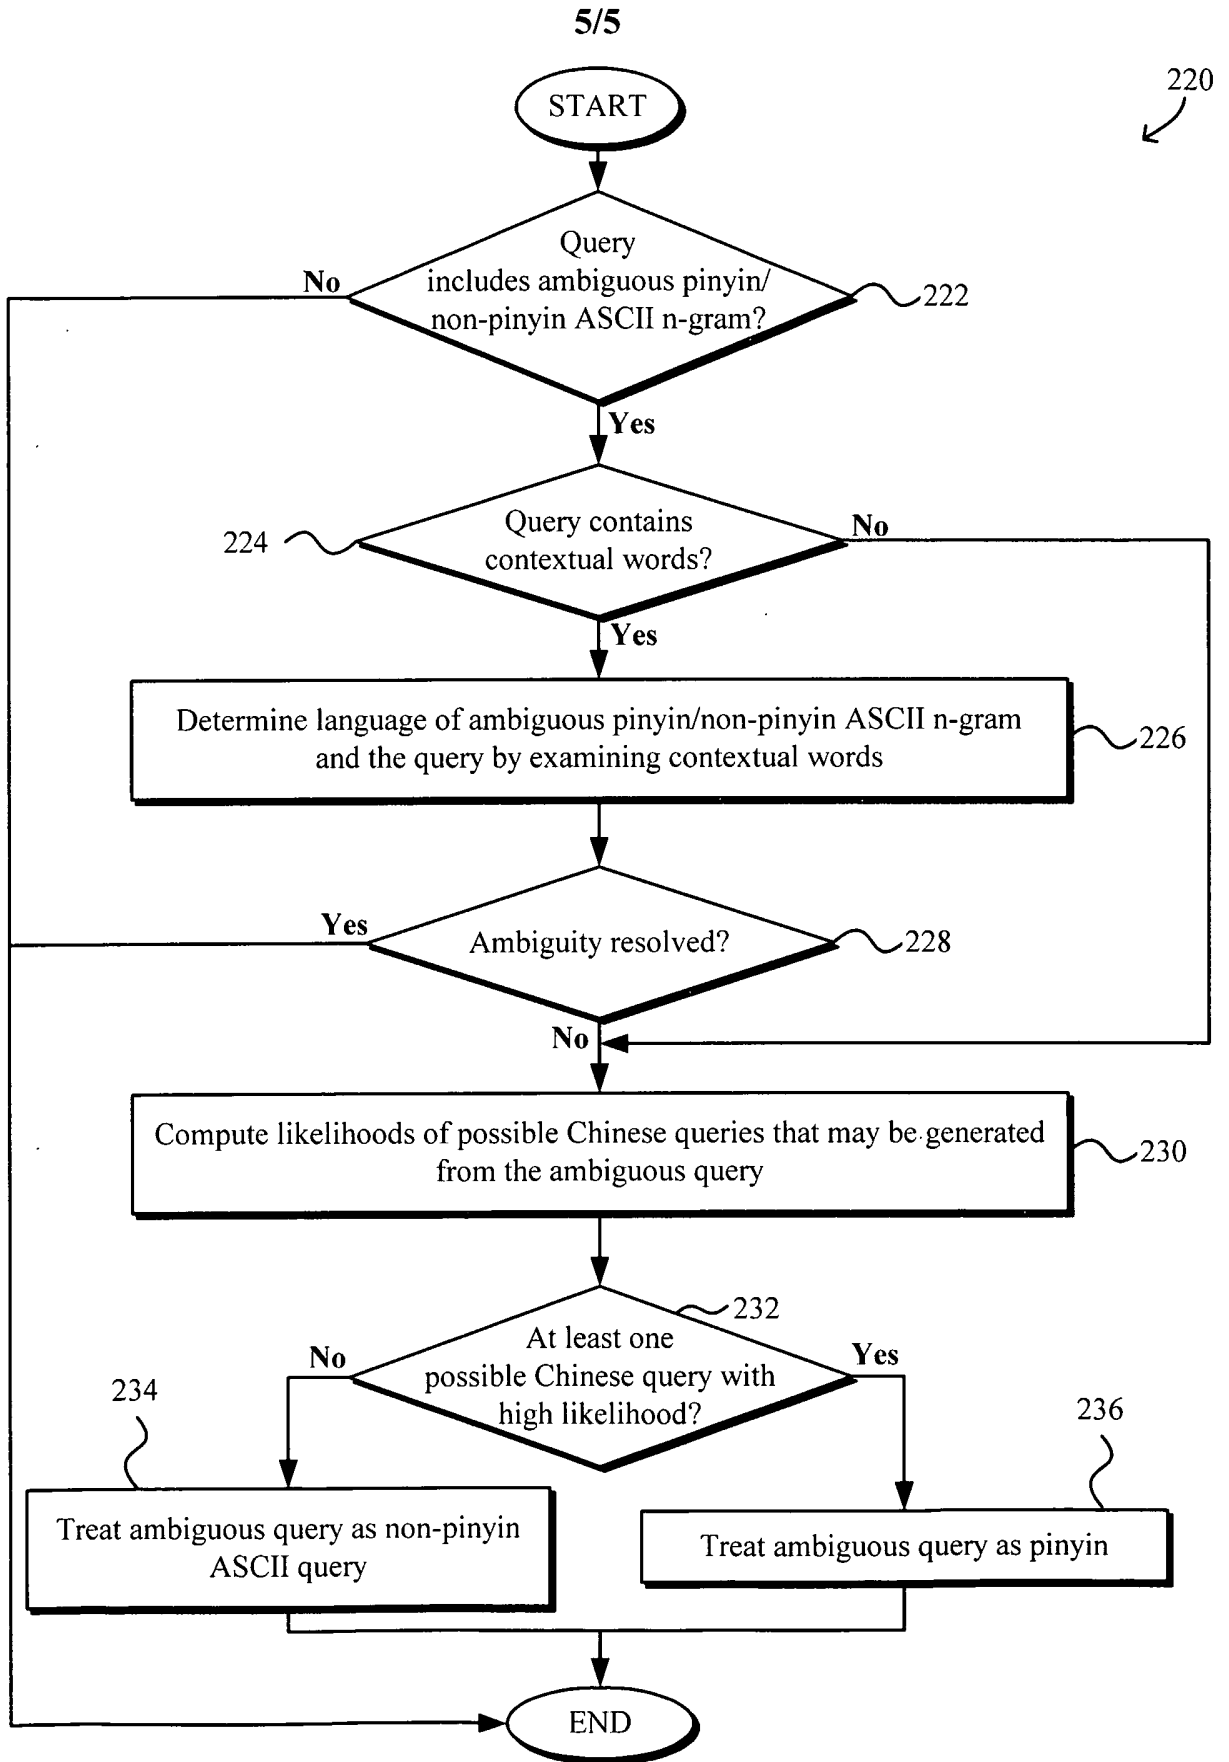 5/5
START
220
Query
includes ambiguous pinyin/
non-pinyin ASCII n-gram?
No
222
Yes
Query contains
contextual words?
224
No
Yes
Determine language of ambiguous pinyin/non-pinyin ASCII n-gram
and the query by examining contextual words
226
Yes
Ambiguity resolved?
228
No
Compute likelihoods of possible Chinese queries that may be generated
from the ambiguous query
230
232
At least one
possible Chinese query with
high likelihood?
No
Yes
234
236
Treat ambiguous query as non-pinyin
ASCII query
Treat ambiguous query as pinyin
END